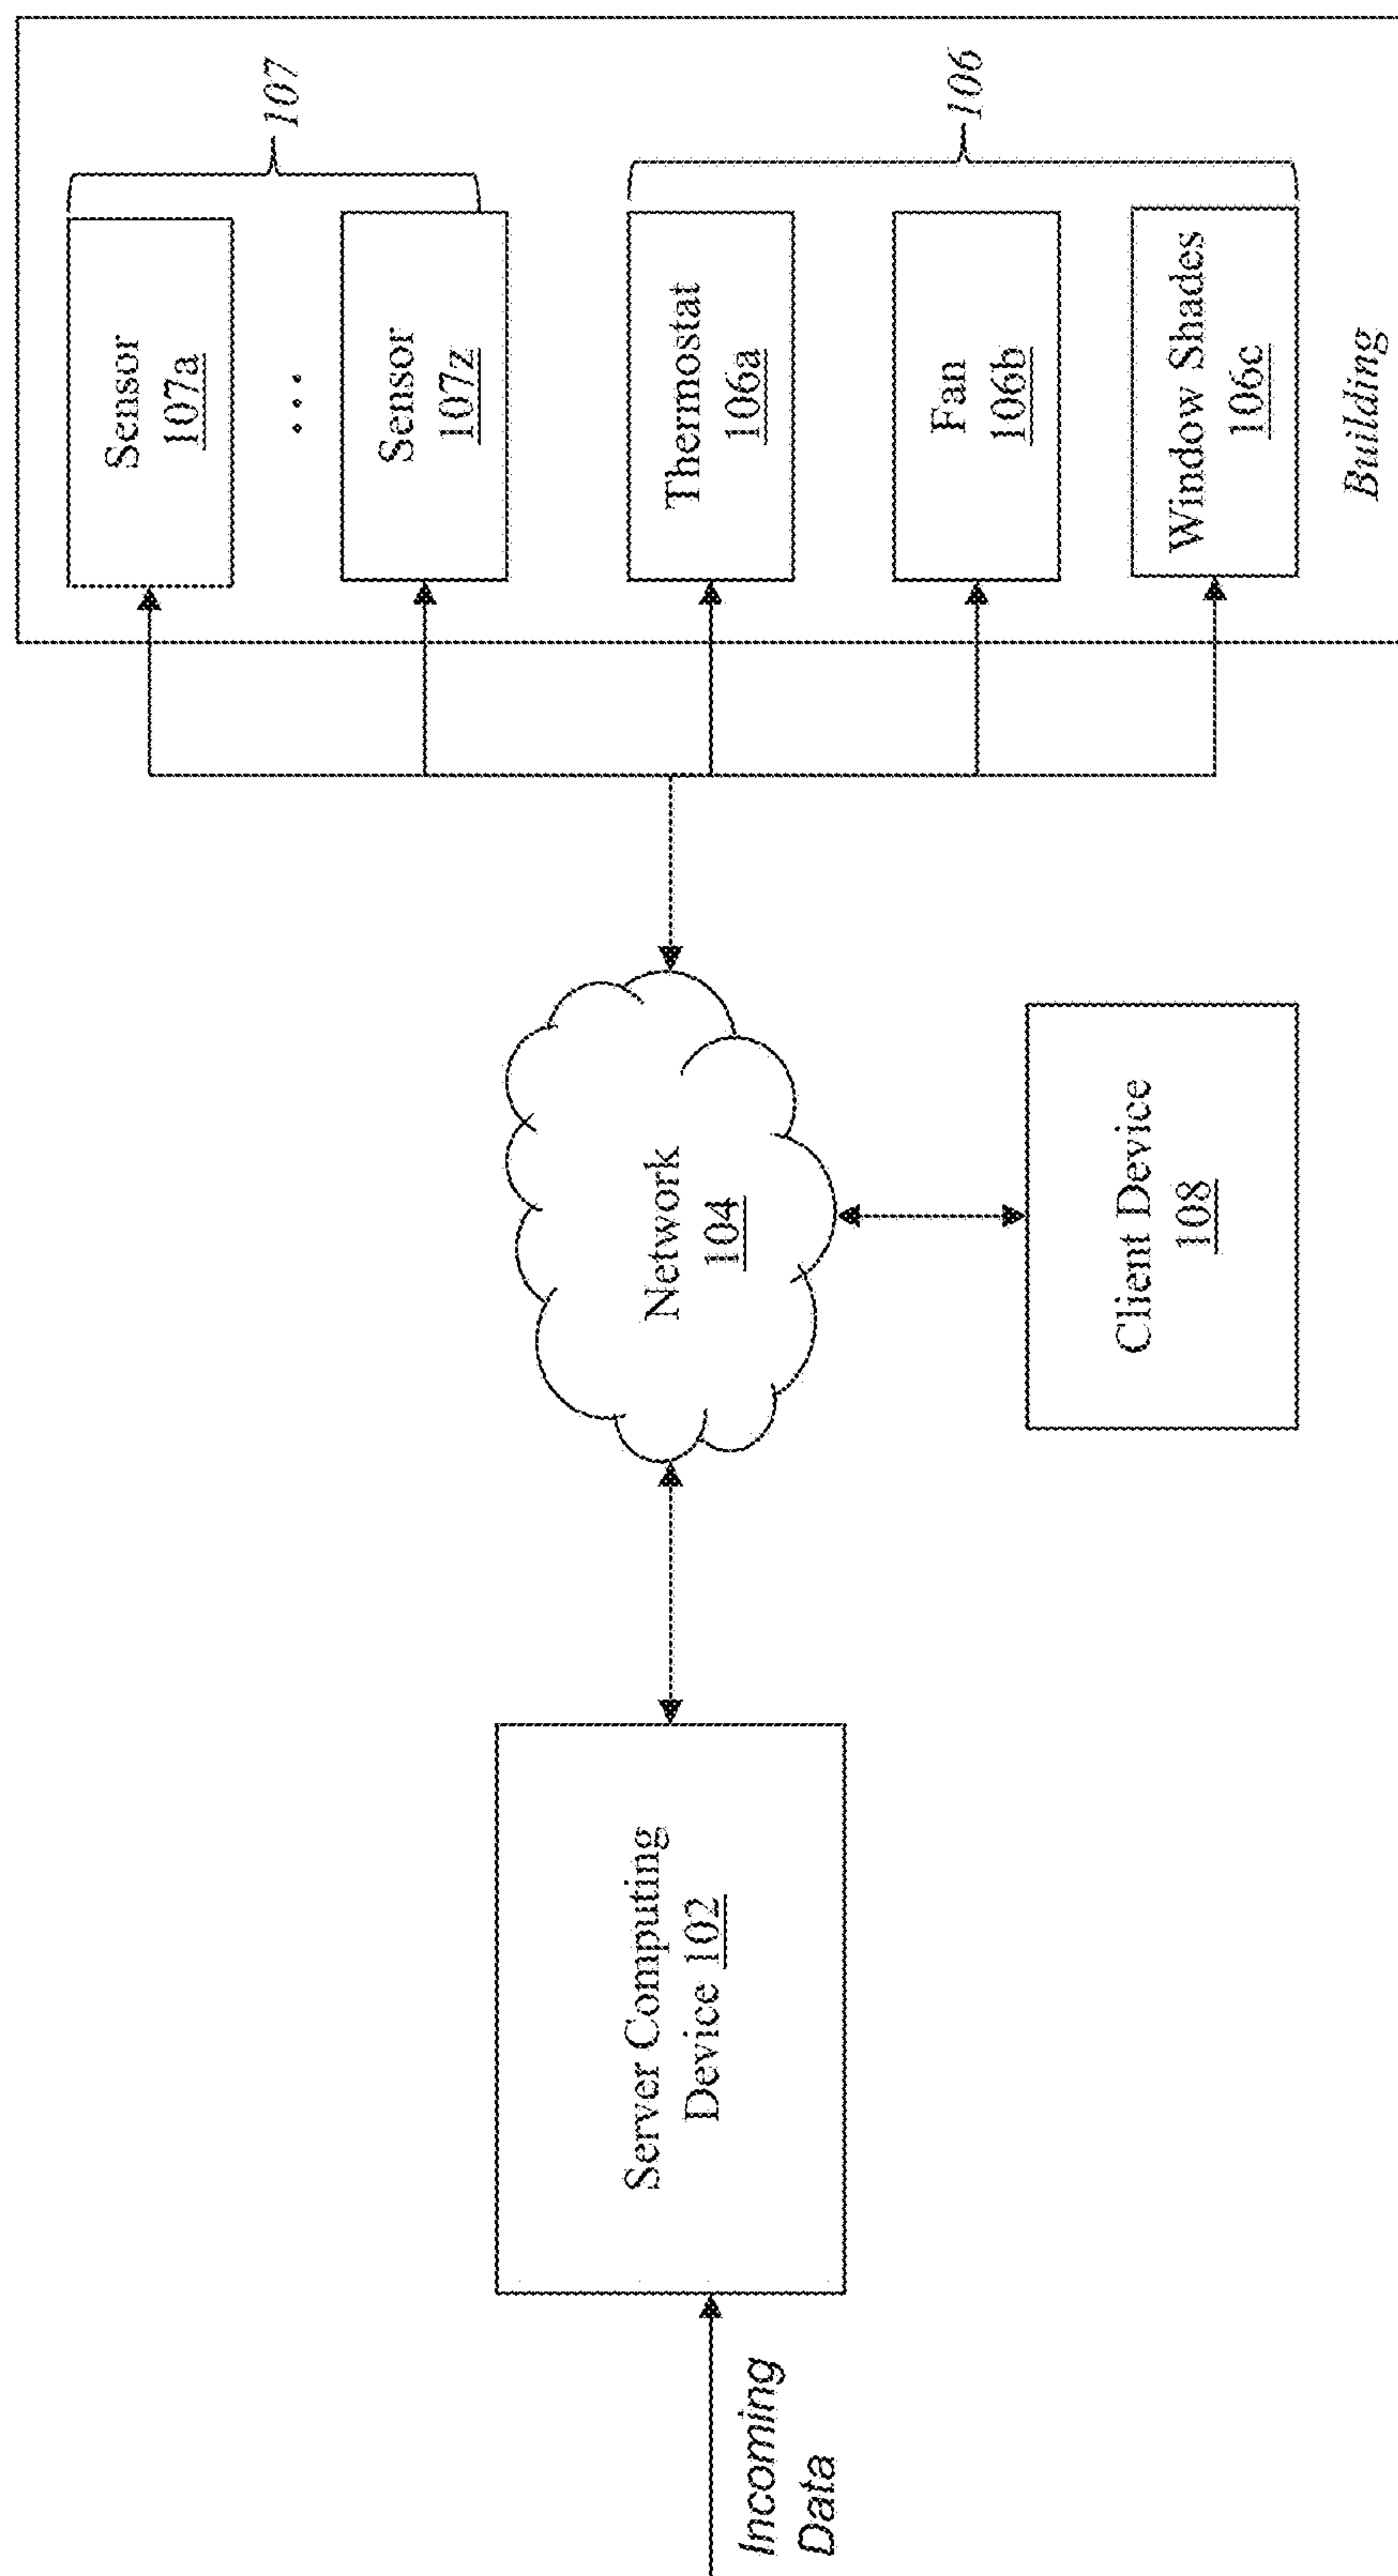 Incoming
Data
Server Computing
Device 102
Network
104
Client Device
108
Sensor
107a
Sensor
107z
107
Thermostat
106a
Fan
106b
Window Shades
106c
106
Building